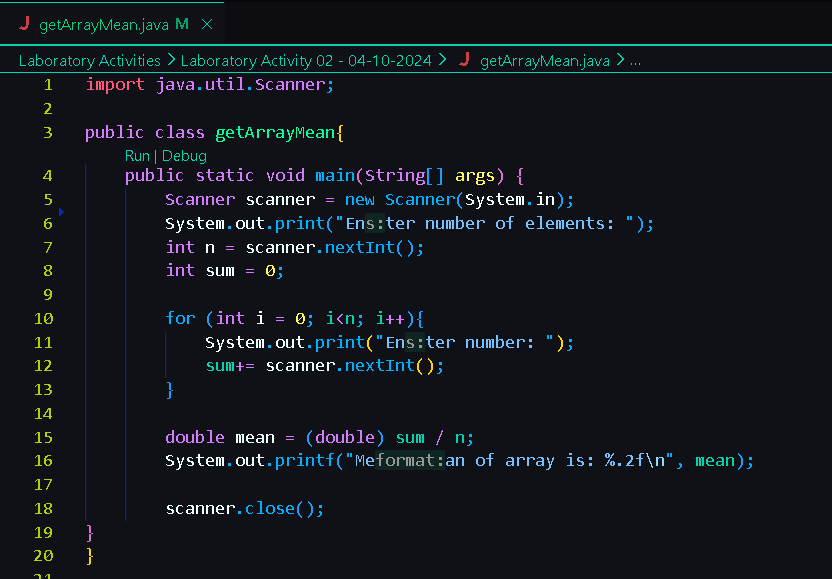 getArrayMean.java M ×
Laboratory Activities > Laboratory Activity 02 - 04-10-2024 > getArrayMean.java > ...
1 import java.util.Scanner;
2
3 public class getArrayMean{
Run | Debug
4 public static void main(String[] args) {
5 Scanner scanner = new Scanner(System.in);
6 System.out.print("Ens:ter number of elements: ");
7 int n = scanner.nextInt();
8 int sum = 0;
9
10 for (int i = 0; i<n; i++){
11 System.out.print("Ens:ter number: ");
12 sum+= scanner.nextInt();
13 }
14
15 double mean = (double) sum / n;
16 System.out.printf("Meformat:an of array is: %.2f\n", mean);
17
18 scanner.close();
19 }
20 }
21